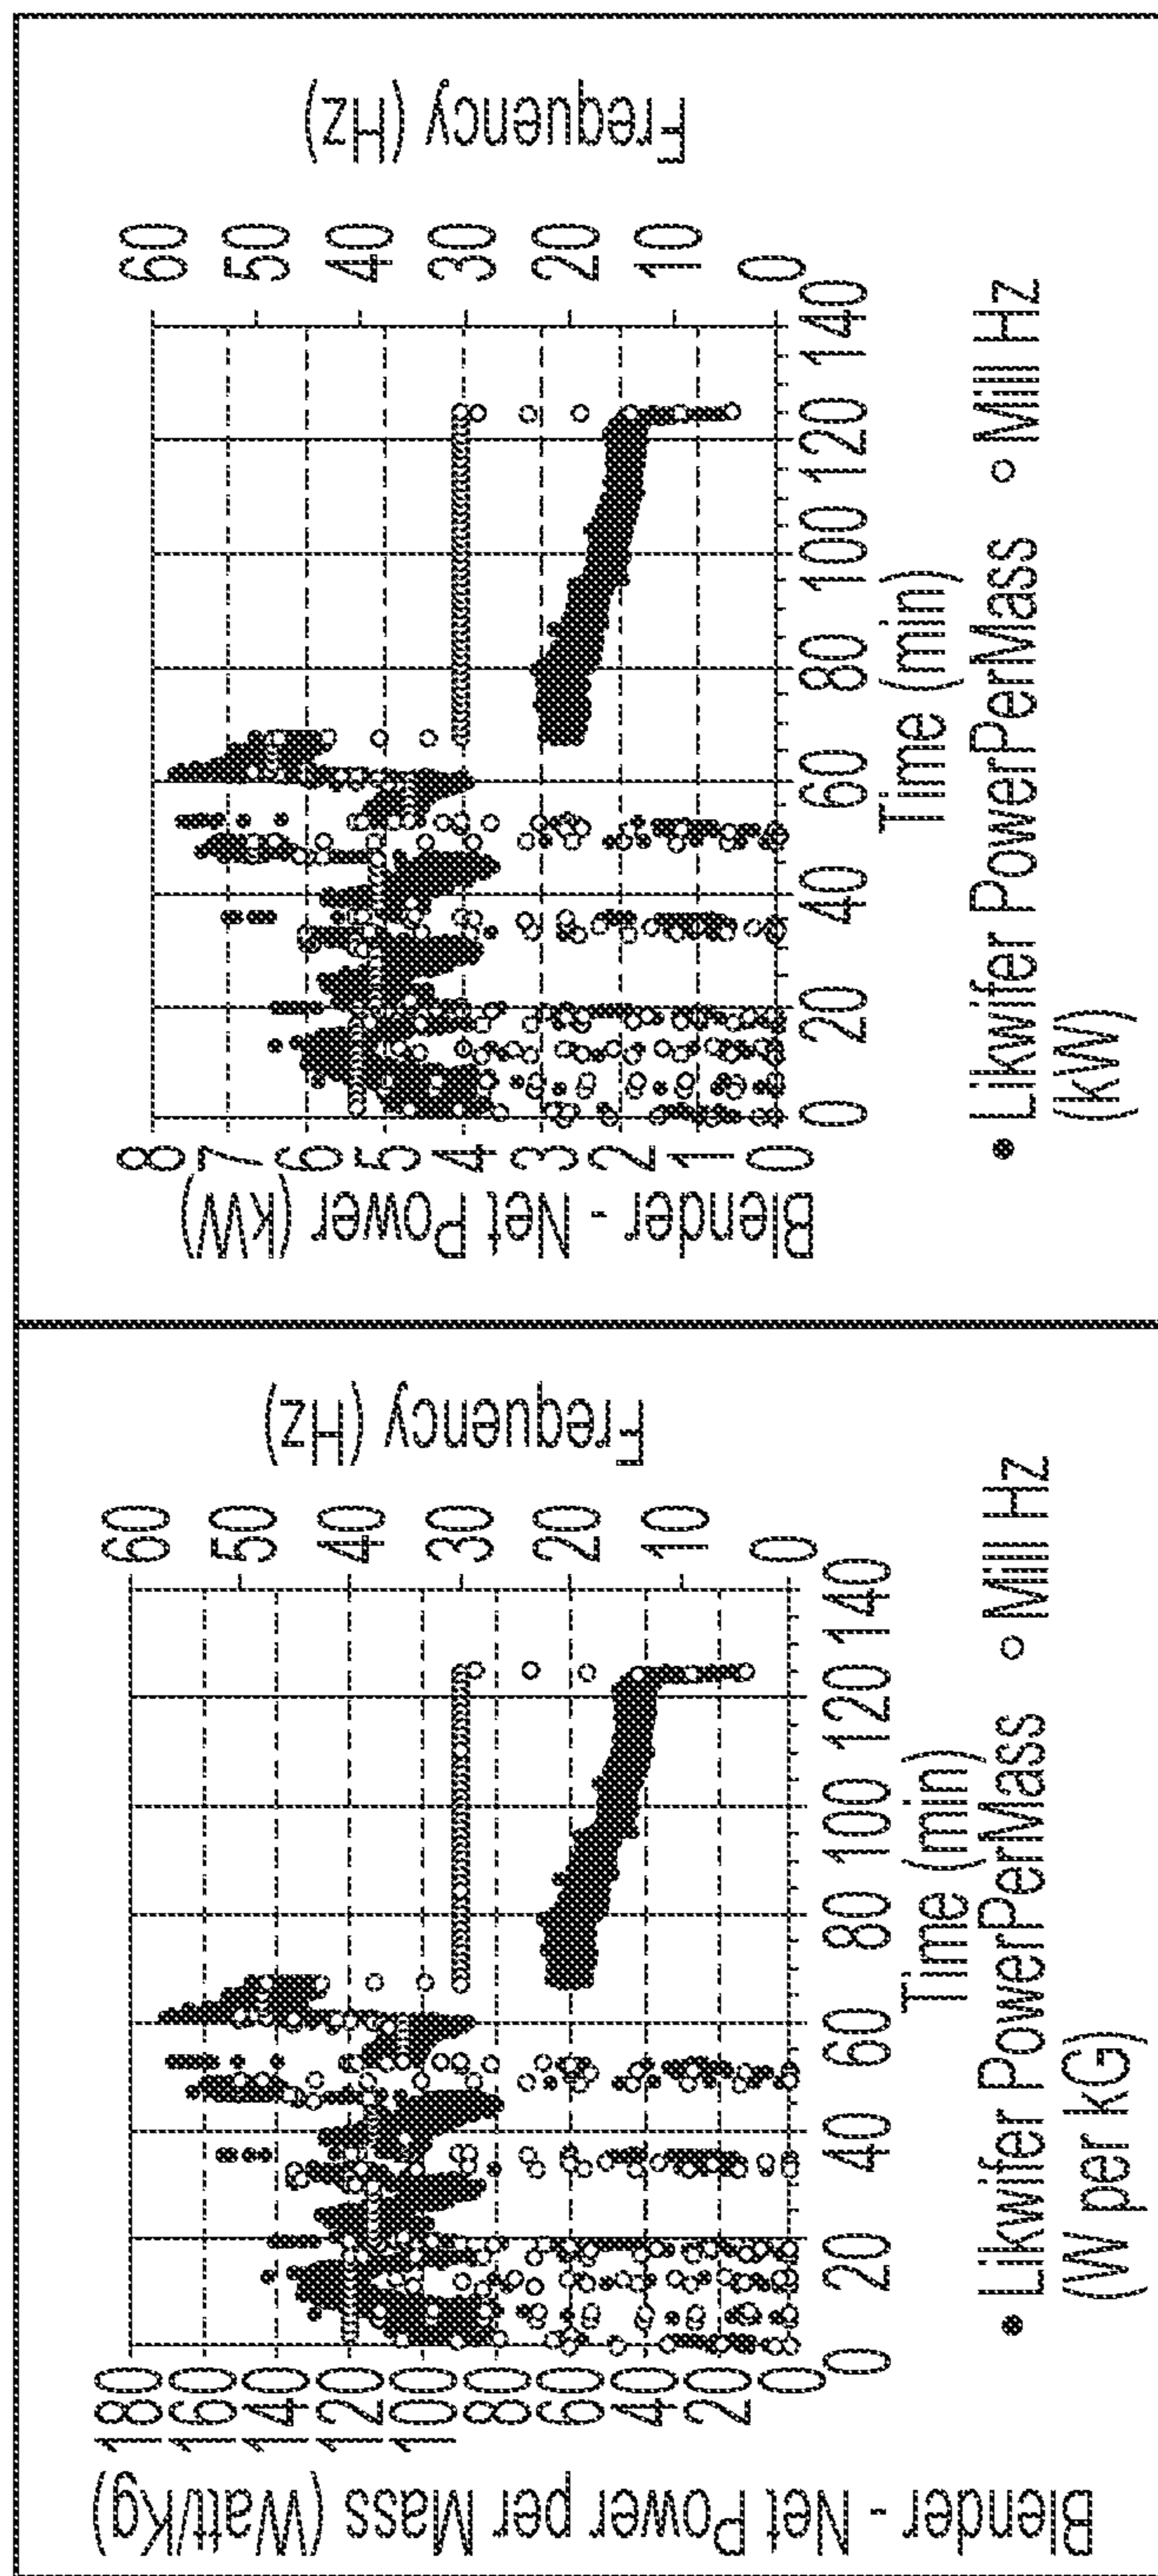 Blender - Net Power per Mass (Watt/Kg)
180
160
140
120
100
80
60
40
20
0
0 20 40 60 80 100 120 140
Time (min)
60
50
40
30
20
10
0
Frequency (Hz)
Likwifer PowerPerMass
(W per kG)
Mill Hz
Blender - Net Power (kW)
8
7
6
5
4
3
2
1
0
0 20 40 60 80 100 120 140
Time (min)
60
50
40
30
20
10
0
Frequency (Hz)
Likwifer PowerPerMass
(kW)
Mill Hz